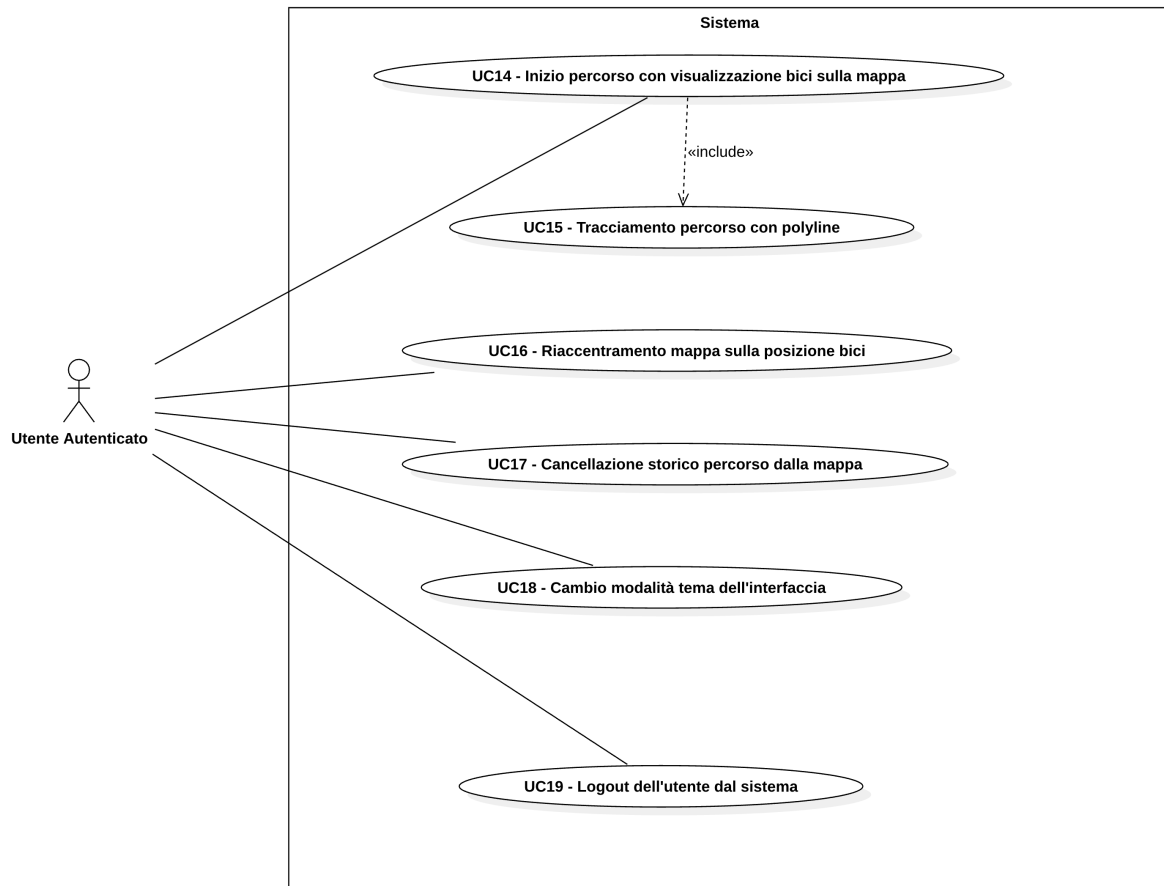 Sistema
UC14 - Inizio percorso con visualizzazione bici sulla mappa
«include»
UC15 - Tracciamento percorso con polyline
UC16 - Riaccentramento mappa sulla posizione bici
Utente Autenticato
UC17 - Cancellazione storico percorso dalla mappa
UC18 - Cambio modalità tema dell'interfaccia
UC19 - Logout dell'utente dal sistema